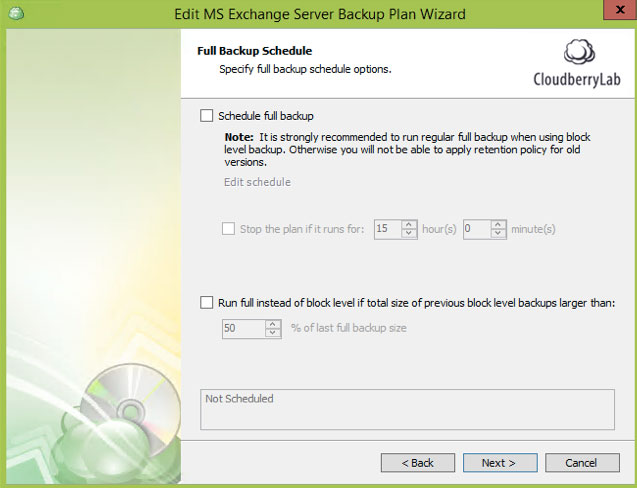 Edit MS Exchange Server Backup Plan Wizard
x
Full Backup Schedule
Specify full backup schedule options.
CloudberryLab
Schedule full backup
Note: It is strongly recommended to run regular full backup when using block
level backup. Otherwise you will not be able to apply retention policy for old
versions.
Edit schedule
Stop the plan if it runs for: 15 hour(s) 0 minute(s)
Run full instead of block level if total size of previous block level backups larger than:
50 % of last full backup size
Not Scheduled
< Back Next > Cancel